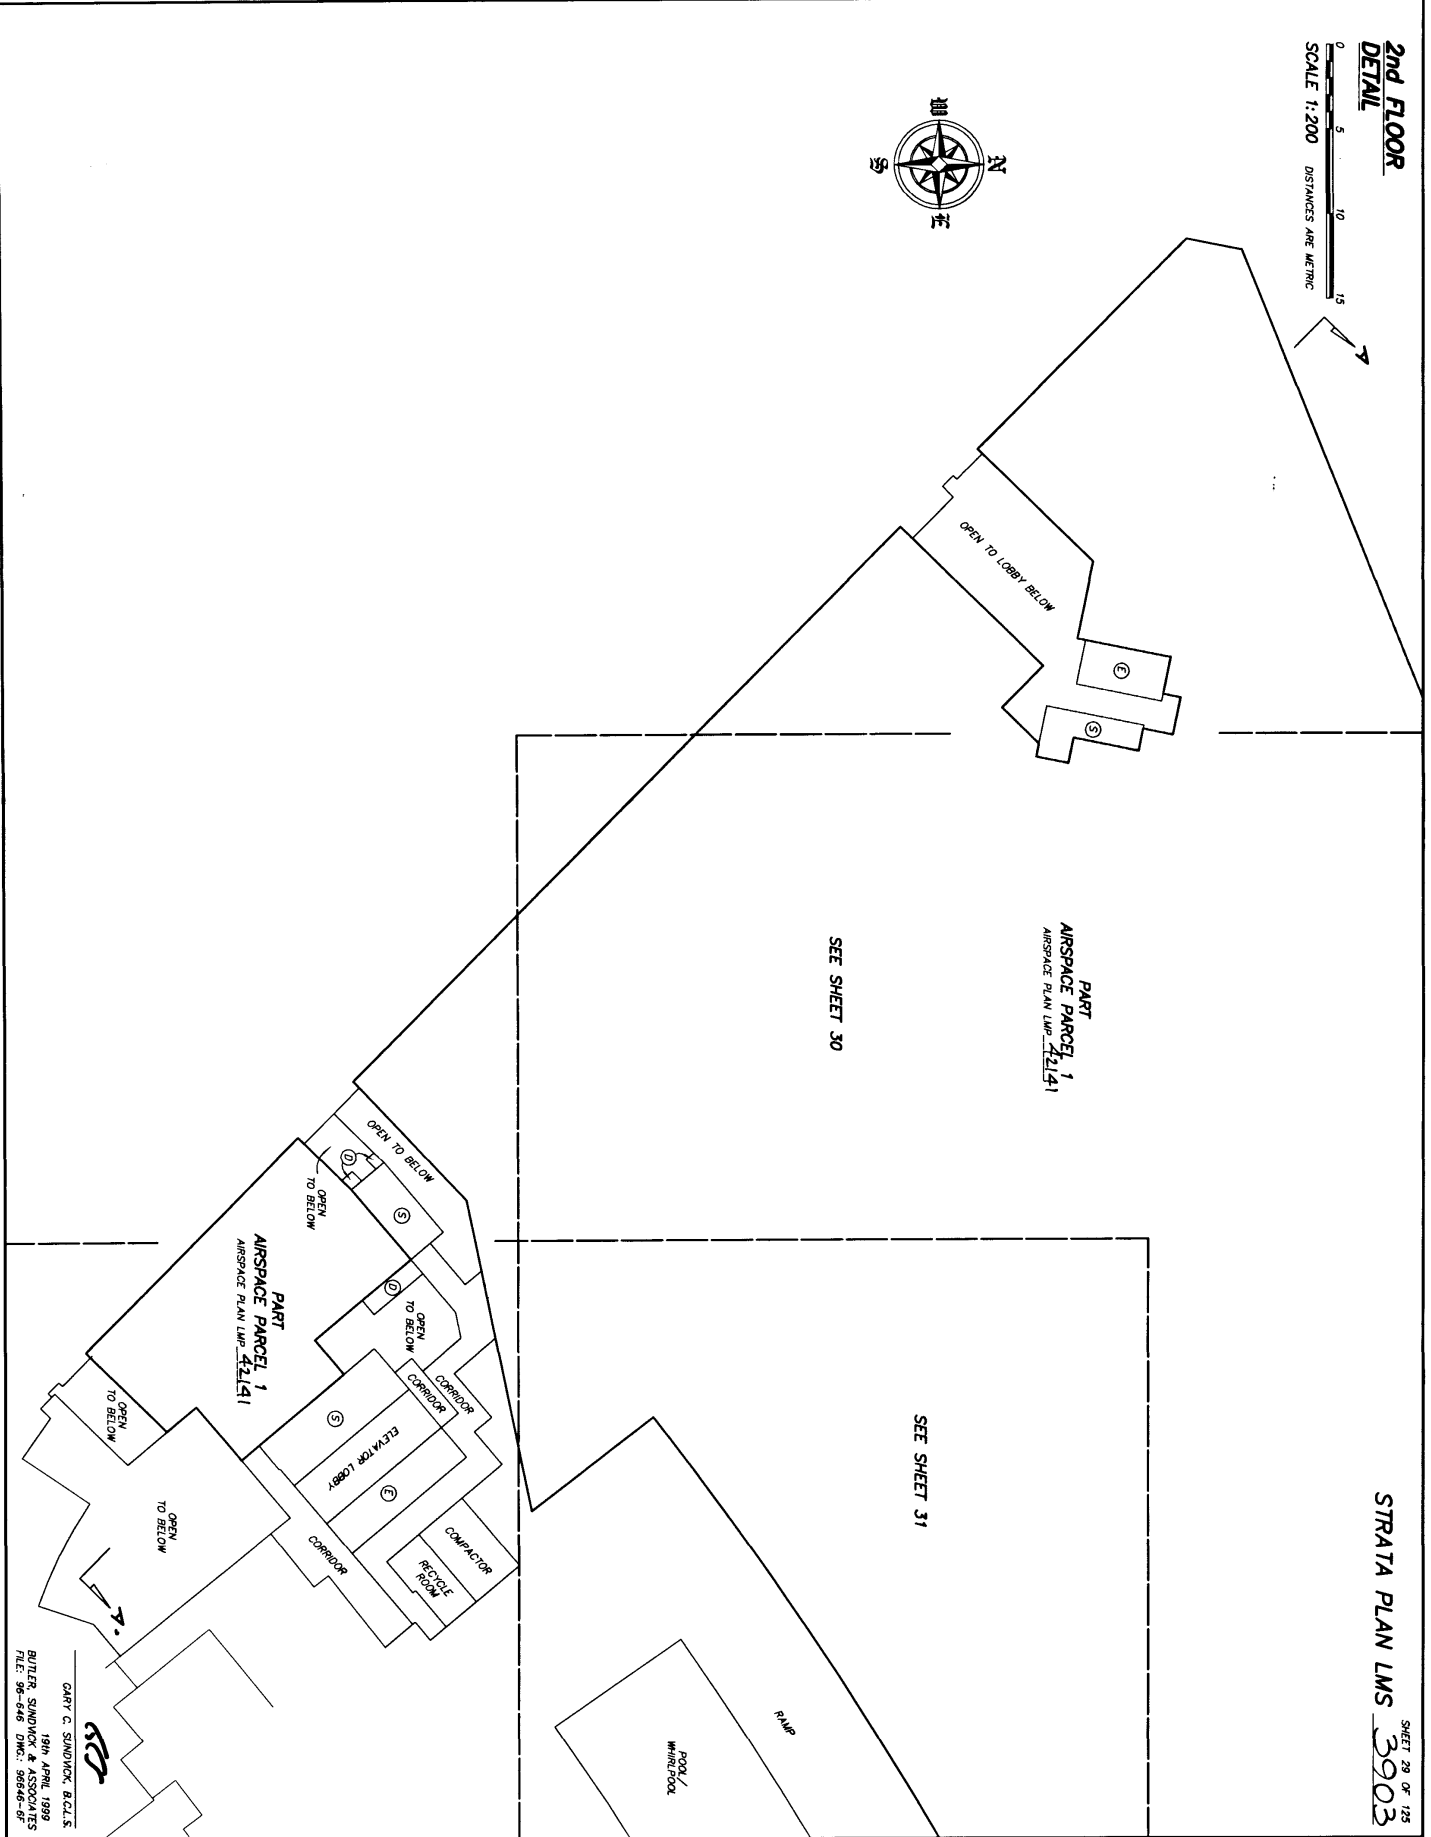 SHEET 29 OF 125
STRATA PLAN LMS 3903
2nd FLOOR
DETAIL
0 5 10 15
SCALE 1:200 DISTANCES ARE METRIC
A
N
W E
S
OPEN TO LOBBY BELOW
E
S
PART
AIRSPACE PARCEL 1
AIRSPACE PLAN LMP 42141
SEE SHEET 30
SEE SHEET 31
OPEN TO BELOW
D
OPEN
TO BELOW
S
D
OPEN
TO BELOW
PART
AIRSPACE PARCEL 1
AIRSPACE PLAN LMP 42141
CORRIDOR
CORRIDOR
S
ELEVATOR LOBBY
E
COMPACTOR
RECYCLE
ROOM
CORRIDOR
OPEN
TO BELOW
OPEN
TO BELOW
A
RAMP
POOL/
WHIRLPOOL
GARY C. SUNDVICK, B.C.L.S.
19th APRIL 1999
BUTLER, SUNDVICK & ASSOCIATES
FILE: 96-646 DWG.: 96646-6F